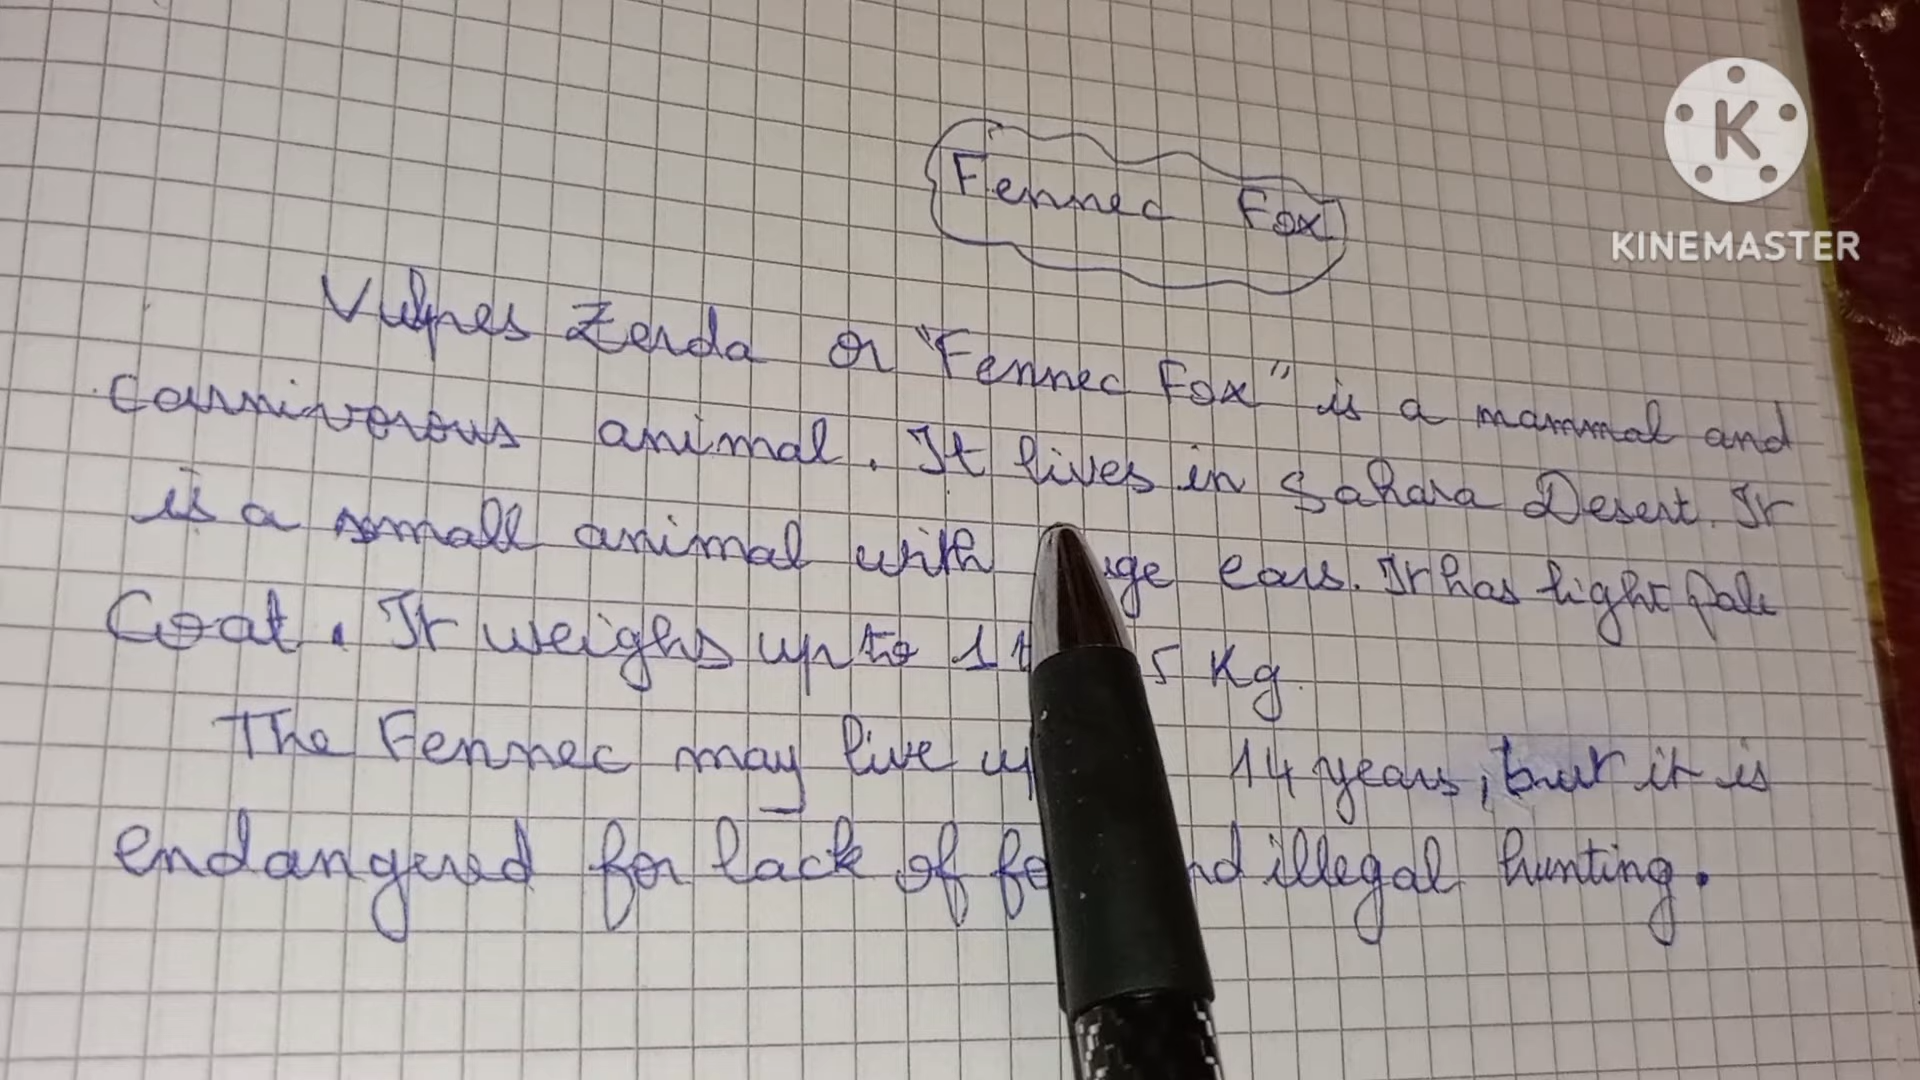 Fennec Fox
KINEMASTER
Vulpes Zerda or "Fennec Fox" is a mammal and
carnivorous animal. It lives in Sahara Desert. It
is a small animal with ears. It has light pale
Coat. It weighs up to 1 5 Kg.
The Fennec may live 14 years, but it is
endangered for lack of illegal hunting.